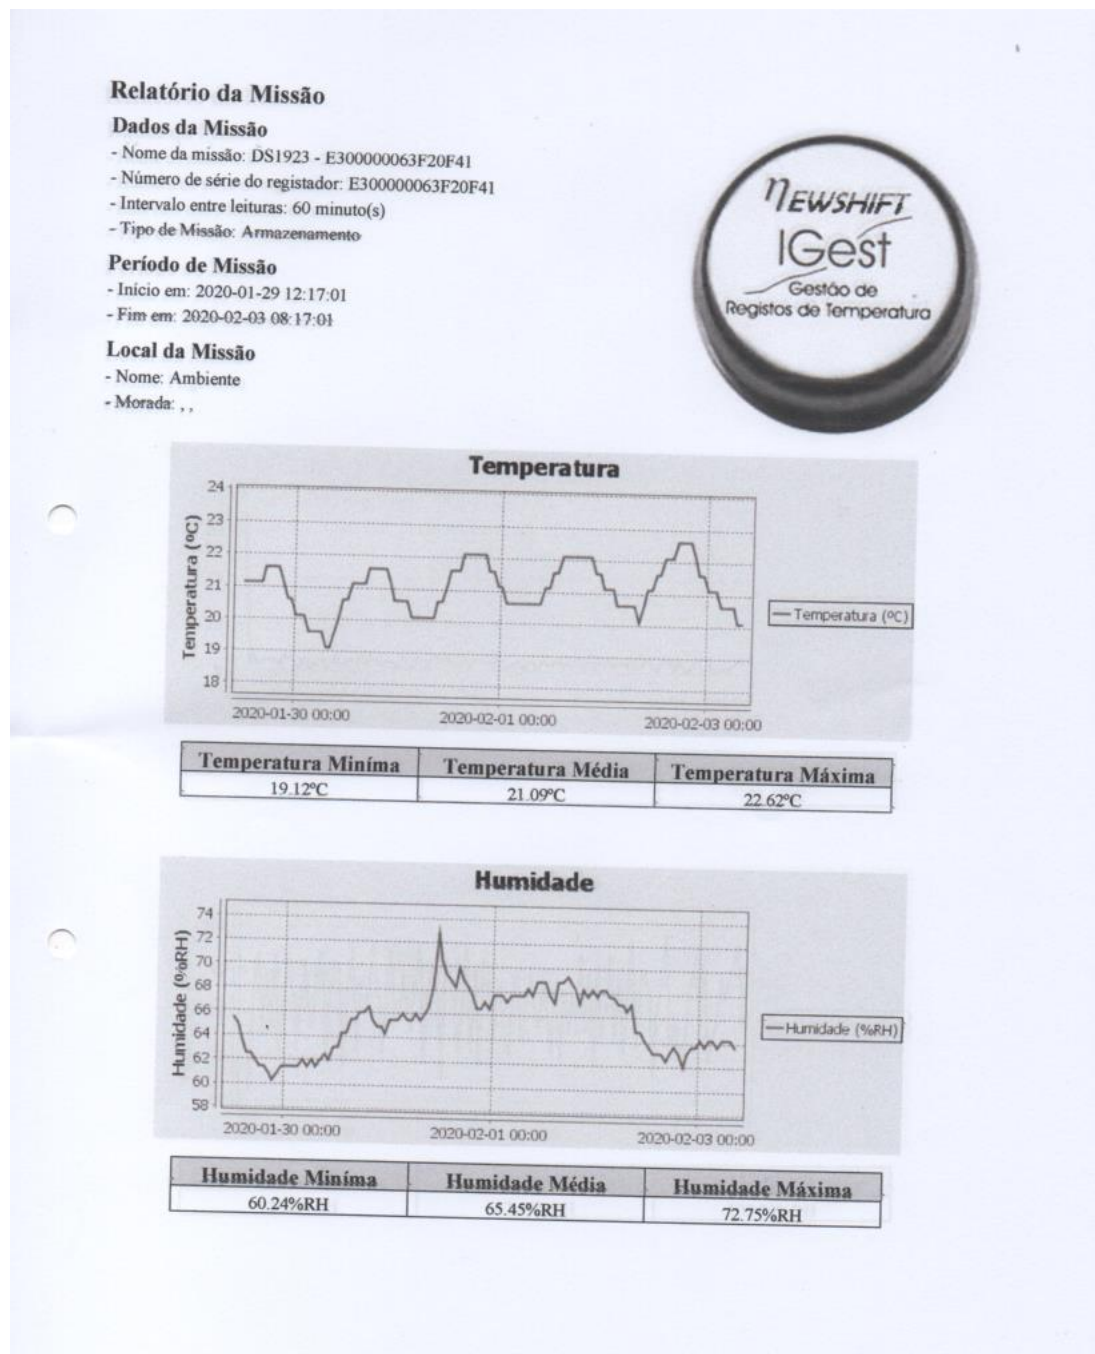 Relatório da Missão
Dados da Missão
- Nome da missão: DS1923 - E300000063F20F41
- Número de série do registador: E300000063F20F41
- Intervalo entre leituras: 60 minuto(s)
- Tipo de Missão: Armazenamento
Período de Missão
- Início em: 2020-01-29 12:17:01
- Fim em: 2020-02-03 08:17:01
Local da Missão
- Nome: Ambiente
- Morada: , ,
NEWSHIFT
IGest
Gestão de
Registos de Temperatura
Temperatura
Temperatura (ºC)
24
23
22
21
20
19
18
2020-01-30 00:00 2020-02-01 00:00 2020-02-03 00:00
Temperatura (ºC)
Temperatura Miníma Temperatura Média Temperatura Máxima
19.12ºC 21.09ºC 22.62ºC
Humidade
Humidade (%RH)
74
72
70
68
66
64
62
60
58
2020-01-30 00:00 2020-02-01 00:00 2020-02-03 00:00
Humidade (%RH)
Humidade Miníma Humidade Média Humidade Máxima
60.24%RH 65.45%RH 72.75%RH